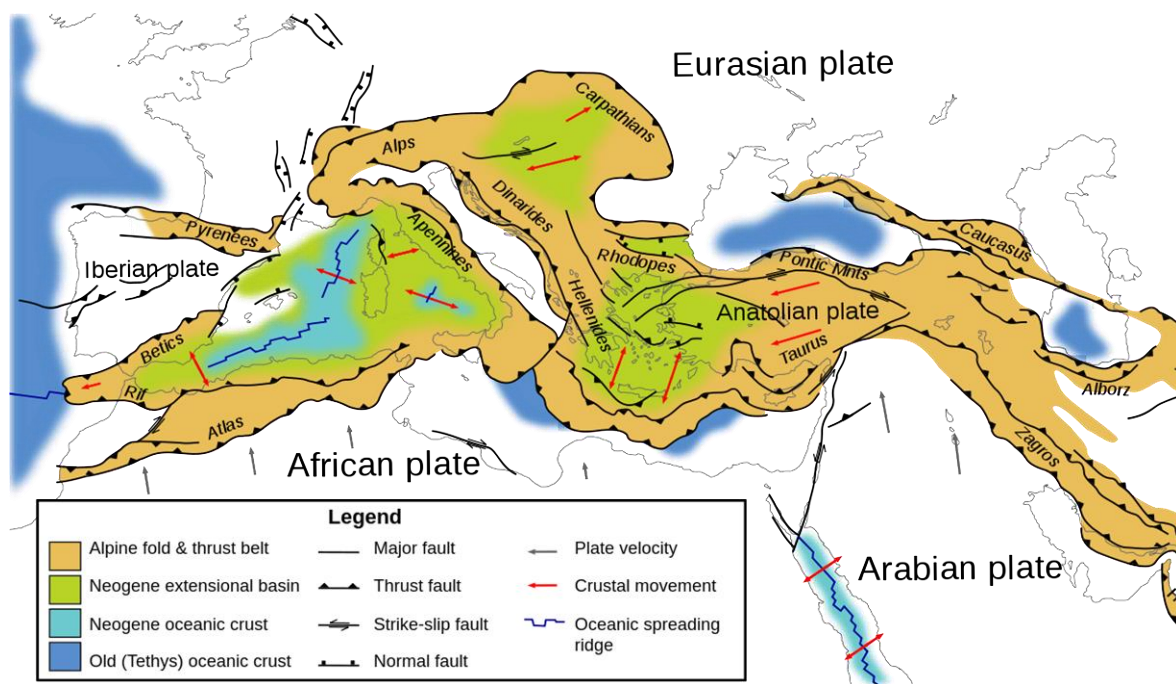 Eurasian plate
Carpathians
Alps
Dinarides
Pyrenees
Apennines
Caucasus
Iberian plate
Rhodopes
Pontic Mnts
Hellenides
Anatolian plate
Taurus
Betics
Rif
Alborz
Atlas
Zagros
African plate
Arabian plate
Legend
Alpine fold & thrust belt
Major fault
Plate velocity
Neogene extensional basin
Thrust fault
Crustal movement
Neogene oceanic crust
Strike-slip fault
Oceanic spreading
ridge
Old (Tethys) oceanic crust
Normal fault